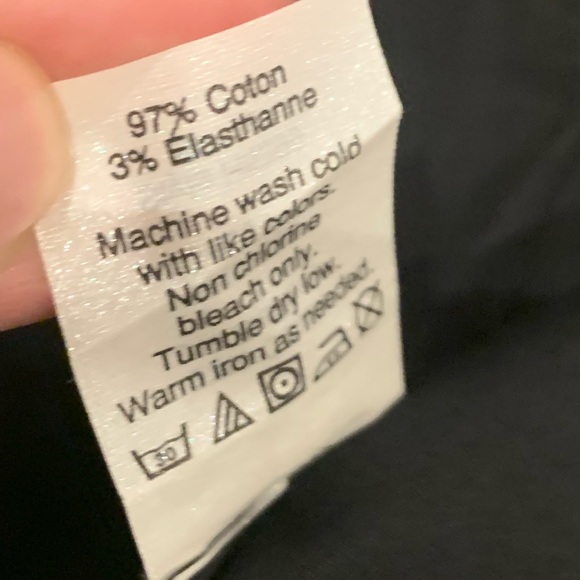 97% Coton
3% Elasthanne
Machine wash cold
with like colors.
Non chlorine
bleach only.
Tumble dry low.
Warm iron as needed.
30